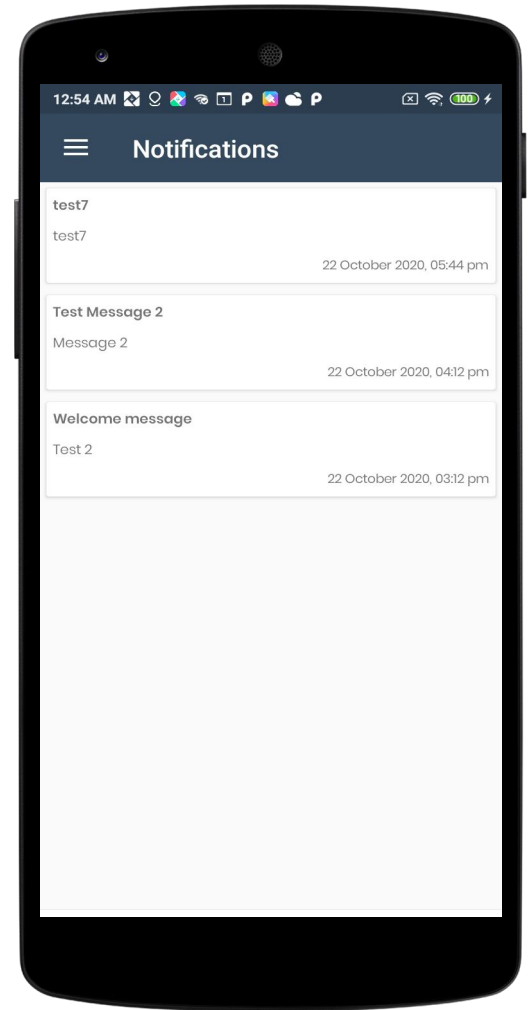 12:54 AM
100
Notifications
test7
test7
22 October 2020, 05:44 pm
Test Message 2
Message 2
22 October 2020, 04:12 pm
Welcome message
Test 2
22 October 2020, 03:12 pm